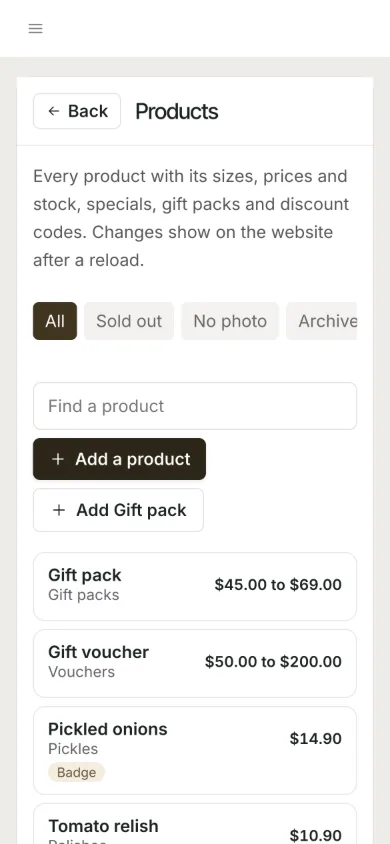 Back
Products
Every product with its sizes, prices and
stock, specials, gift packs and discount
codes. Changes show on the website
after a reload.
All
Sold out
No photo
Archive
Find a product
+ Add a product
+ Add Gift pack
Gift pack
Gift packs
$45.00 to $69.00
Gift voucher
Vouchers
$50.00 to $200.00
Pickled onions
Pickles
Badge
$14.90
Tomato relish
$10.90